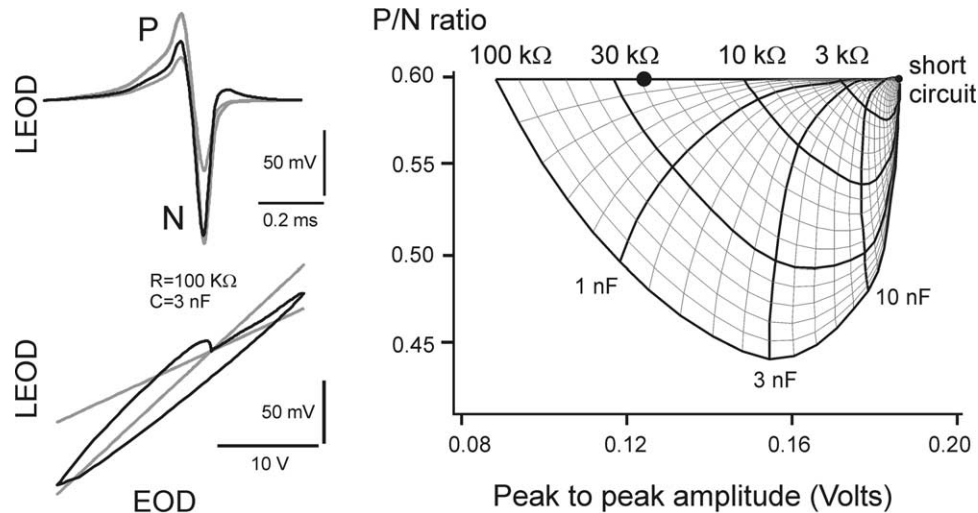 P
N
LEOD
50 mV
0.2 ms
R=100 KΩ
C=3 nF
LEOD
50 mV
10 V
EOD
P/N ratio
100 kΩ 30 kΩ 10 kΩ 3 kΩ short
circuit
0.60
0.55
0.50
0.45
1 nF
3 nF
10 nF
0.08 0.12 0.16 0.20
Peak to peak amplitude (Volts)